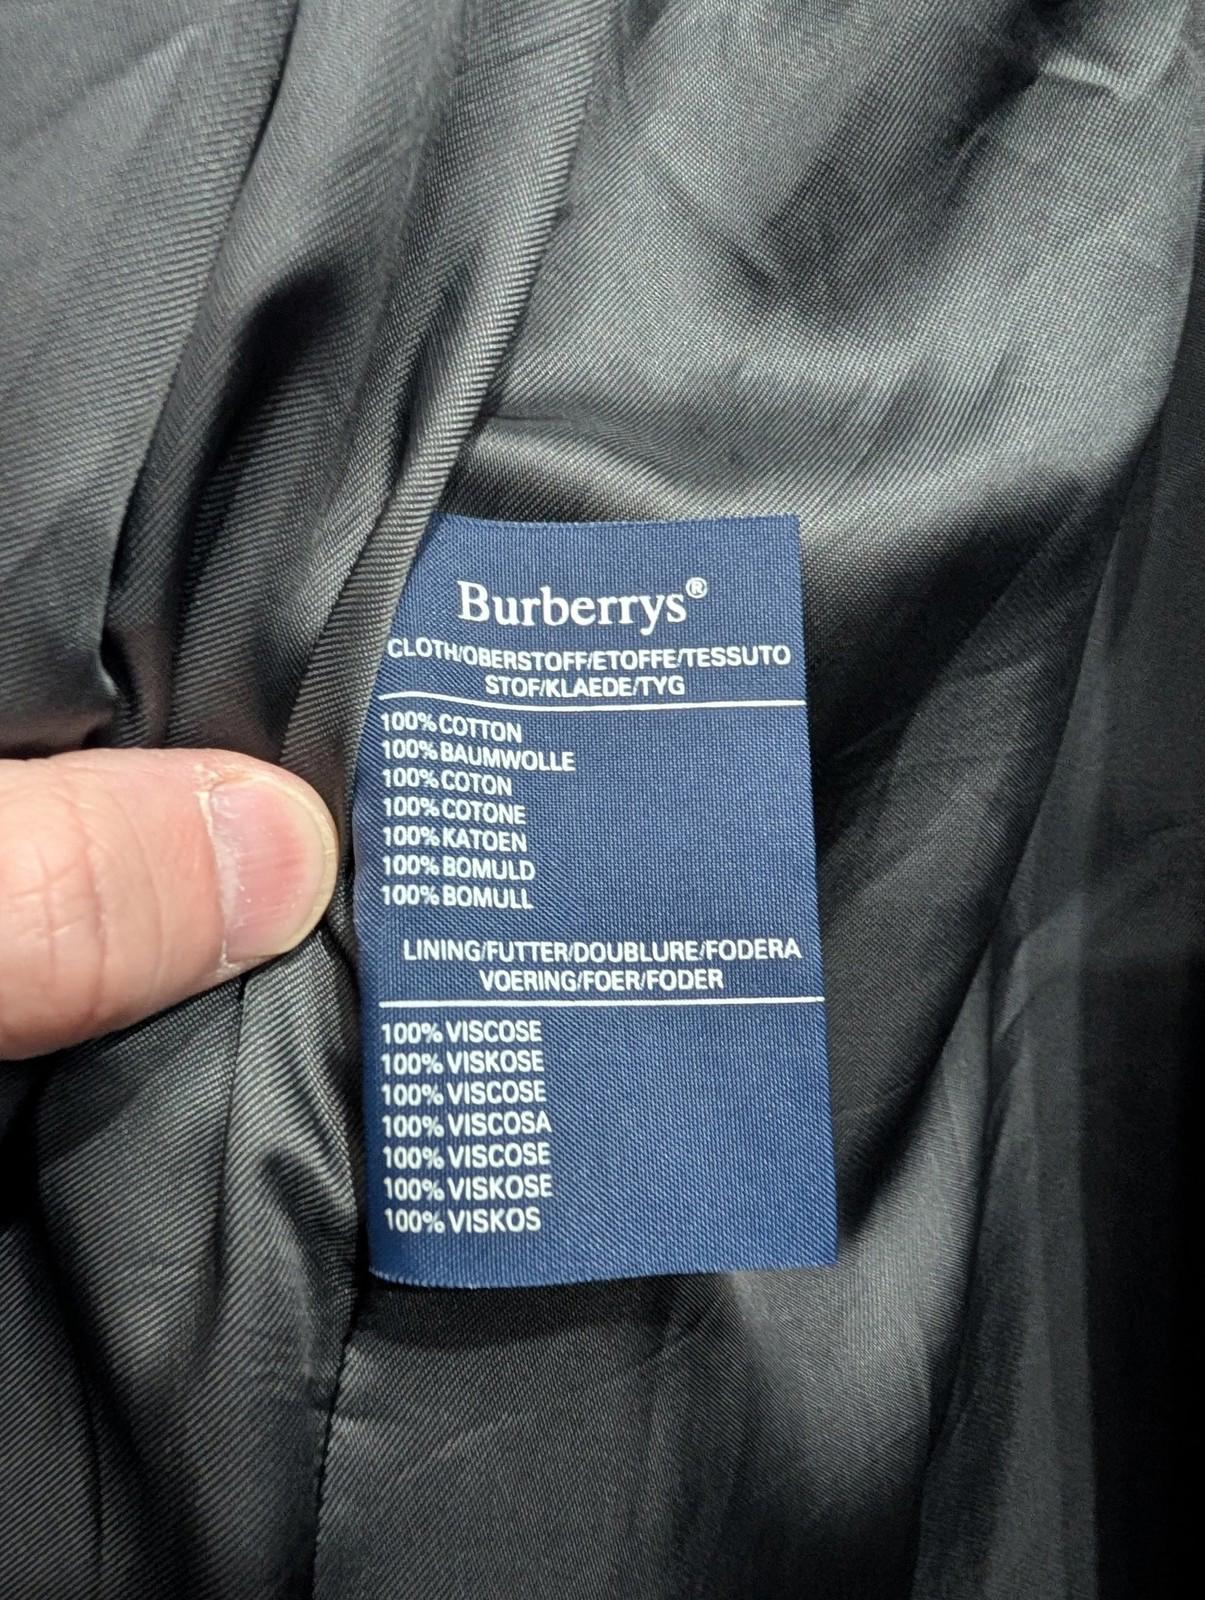 Burberrys®
CLOTH/OBERSTOFF/ETOFFE/TESSUTO
STOF/KLAEDE/TYG
100% COTTON
100% BAUMWOLLE
100% COTON
100% COTONE
100% KATOEN
100% BOMULD
100% BOMULL
LINING/FUTTER/DOUBLURE/FODERA
VOERING/FOER/FODER
100% VISCOSE
100% VISKOSE
100% VISCOSE
100% VISCOSA
100% VISCOSE
100% VISKOSE
100% VISKOS